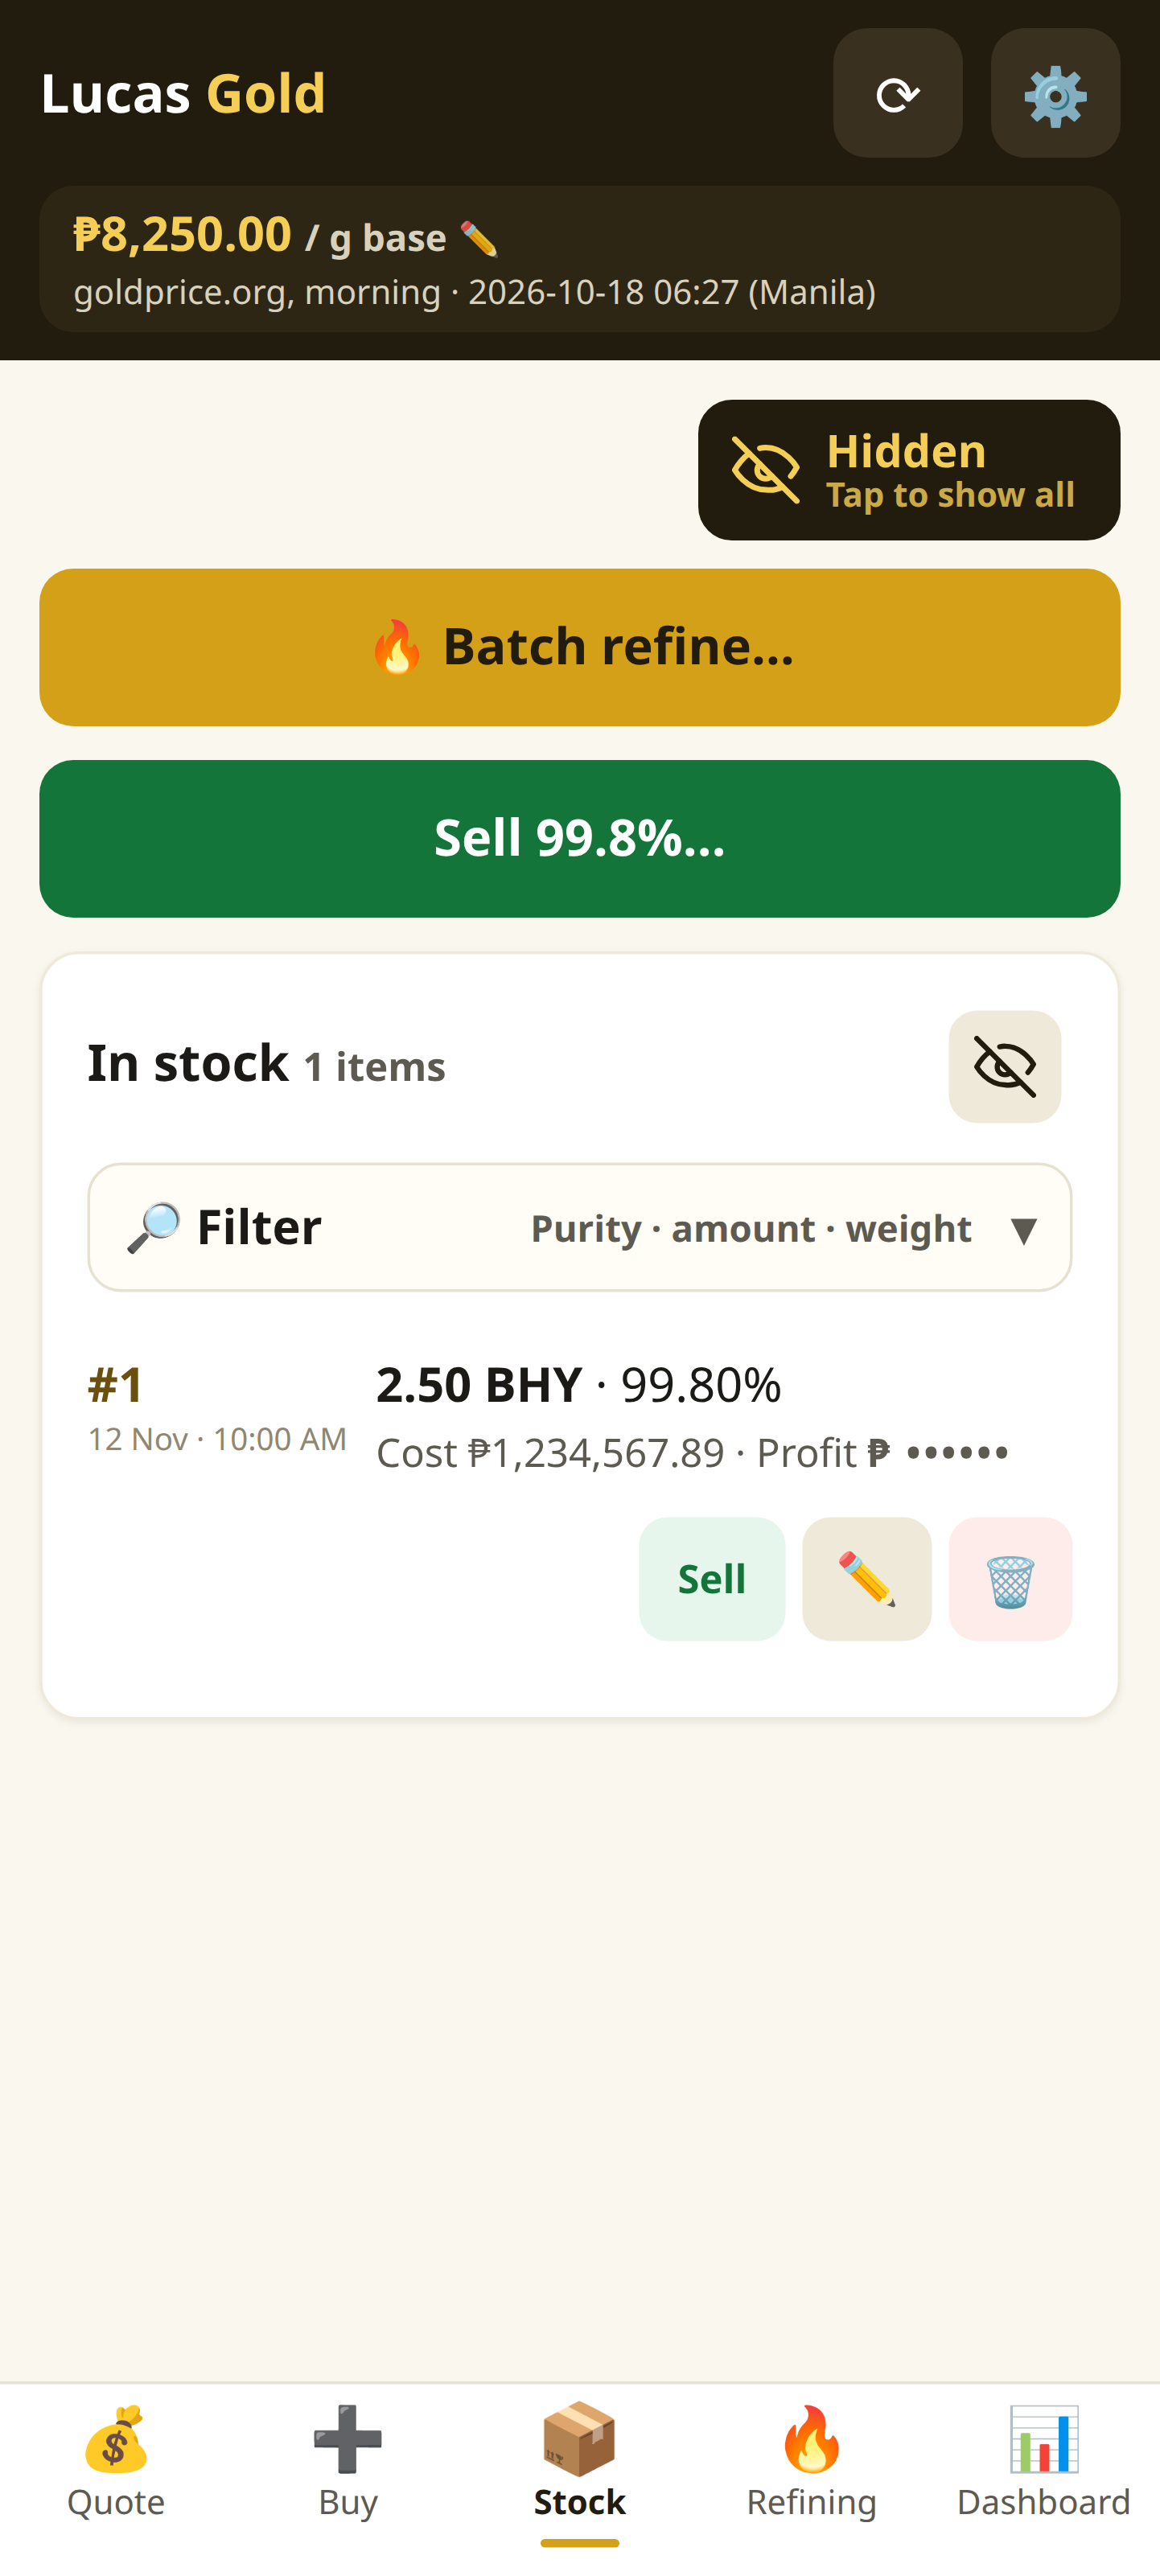 Lucas Gold
₱8,250.00 / g base
goldprice.org, morning · 2026-10-18 06:27 (Manila)
Hidden
Tap to show all
Batch refine...
Sell 99.8%...
In stock 1 items
Filter Purity · amount · weight ▼
#1
12 Nov · 10:00 AM
2.50 BHY · 99.80%
Cost ₱1,234,567.89 · Profit ₱ ••••••
Sell
Quote
Buy
Stock
Refining
Dashboard